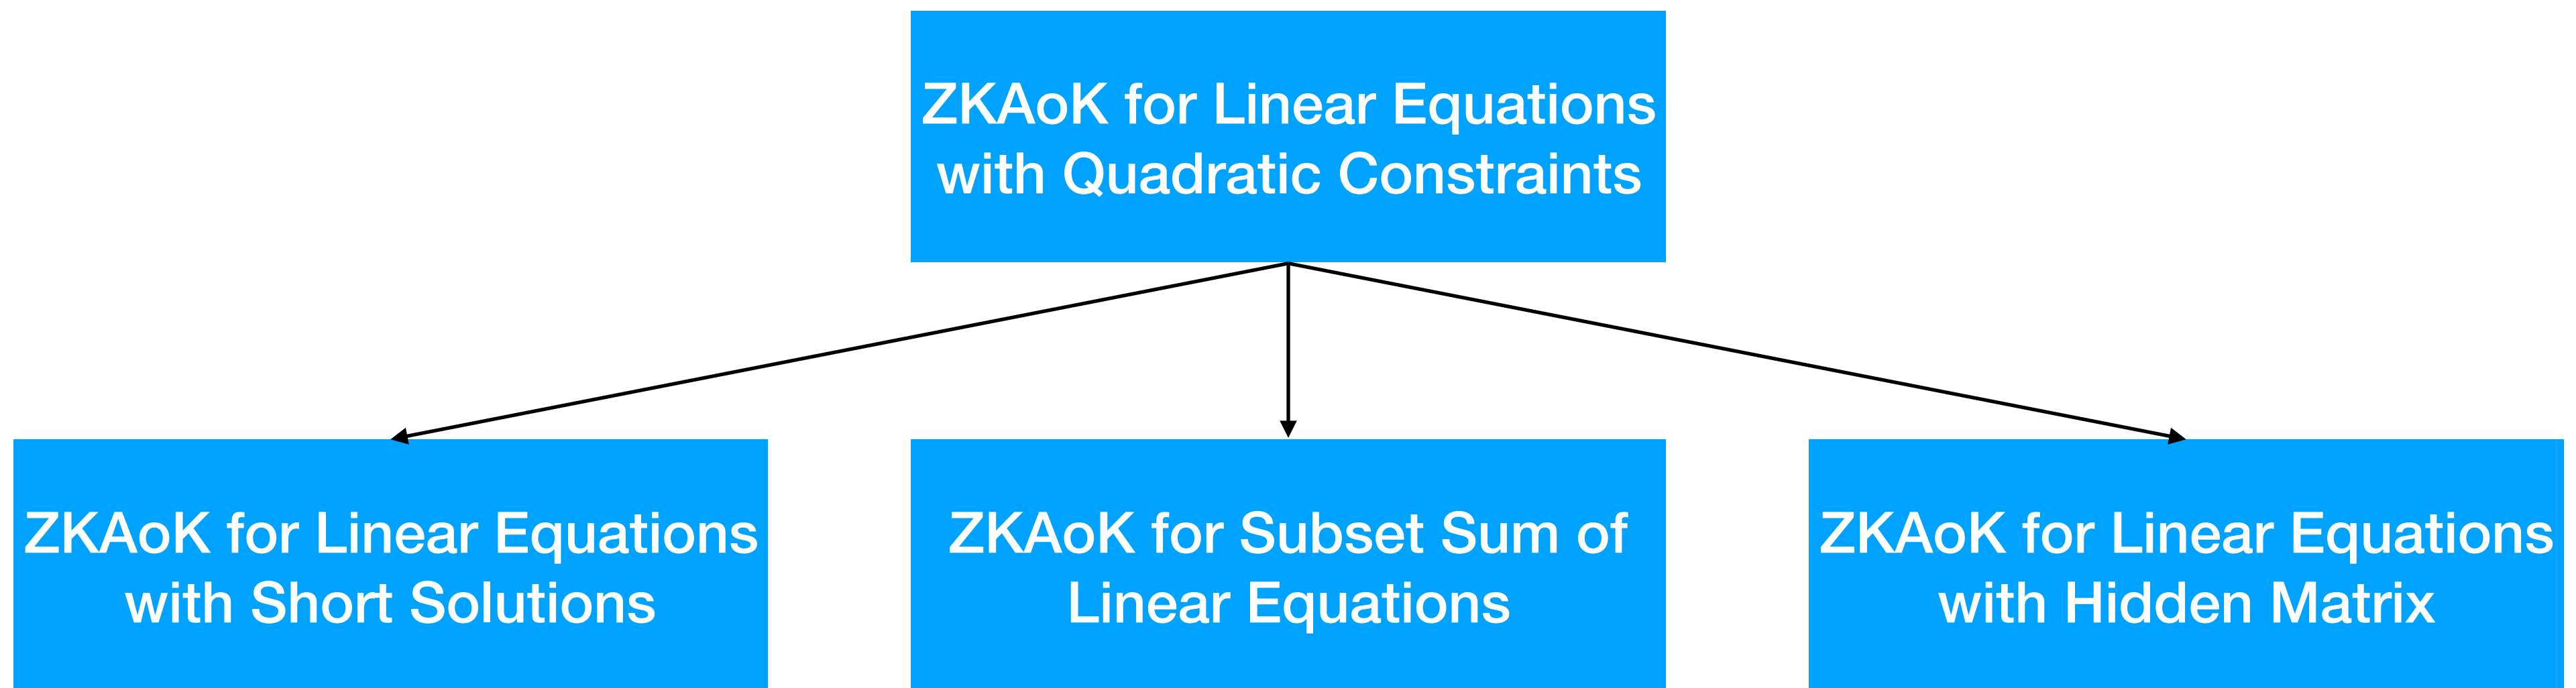 ZKAoK for Linear Equations
with Quadratic Constraints
ZKAoK for Linear Equations
with Short Solutions
ZKAoK for Subset Sum of
Linear Equations
ZKAoK for Linear Equations
with Hidden Matrix